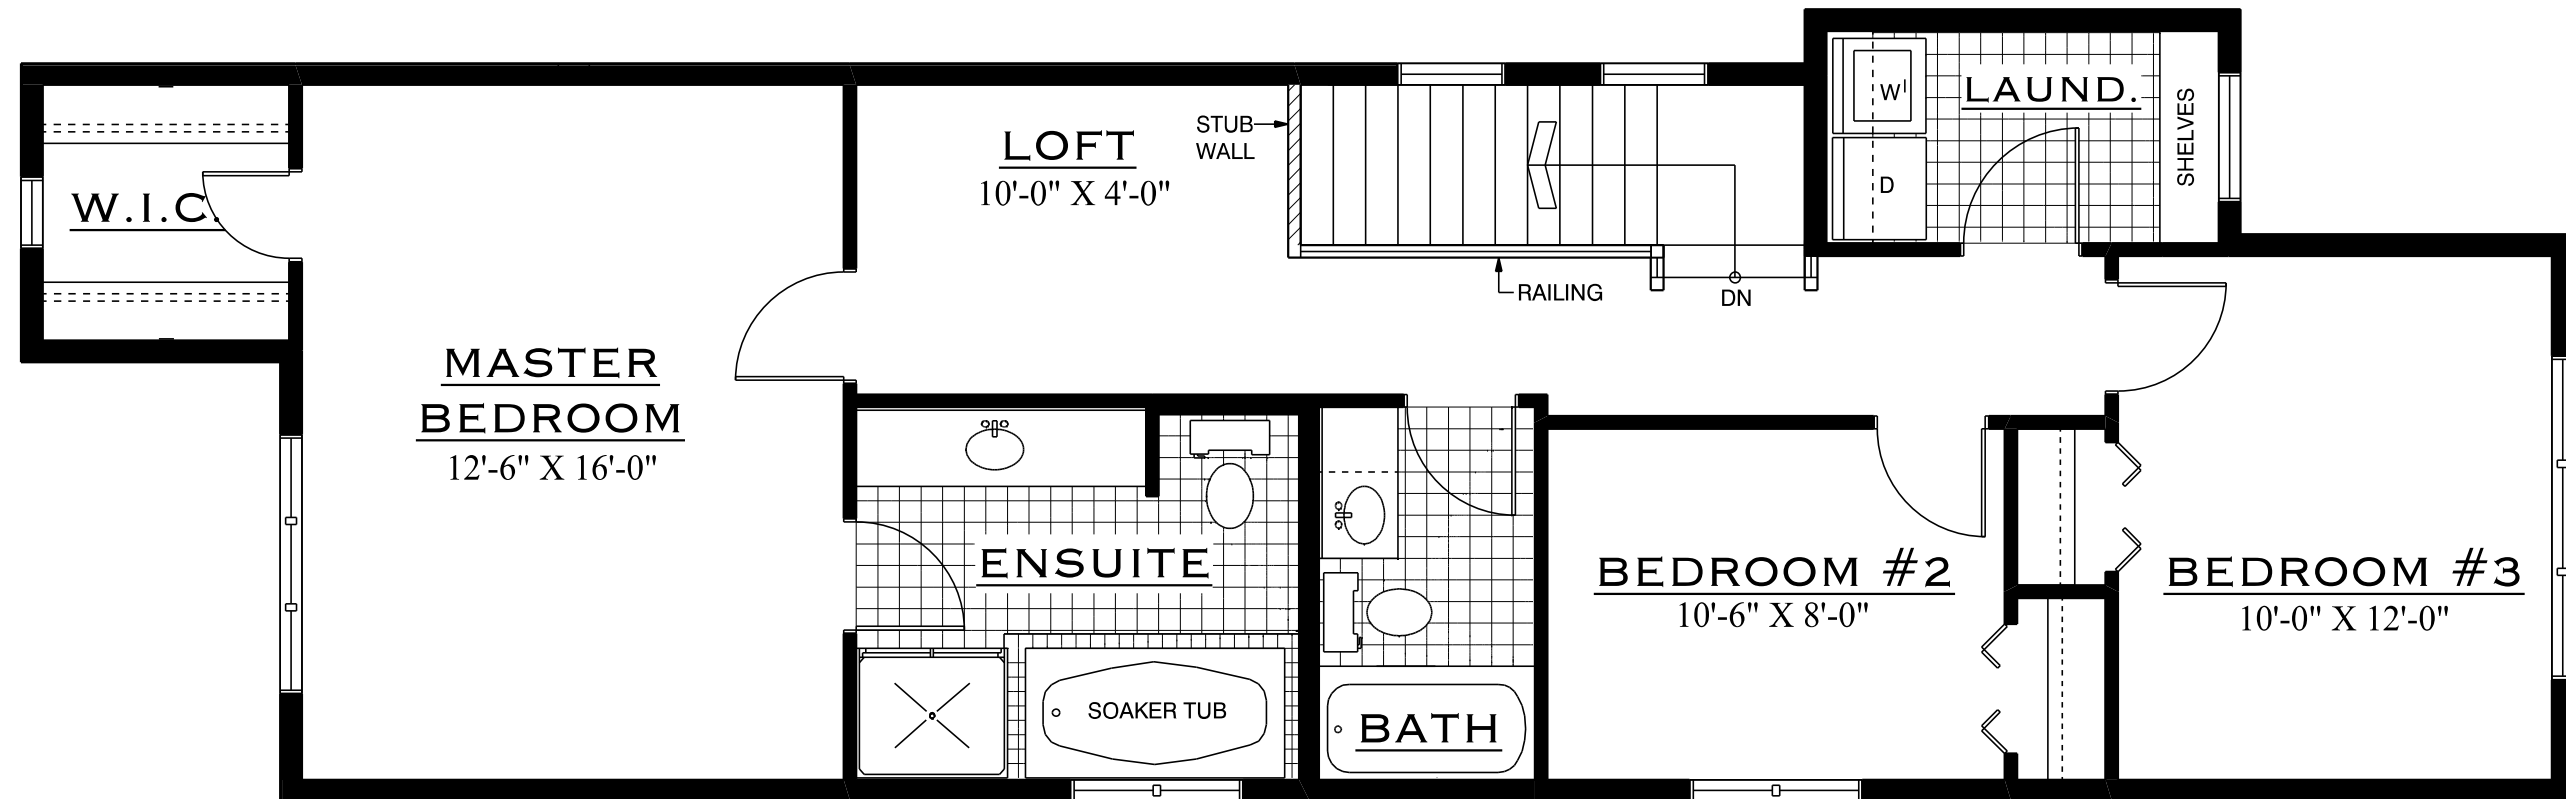 W.I.C.
MASTER
BEDROOM
12'-6" X 16'-0"
LOFT
10'-0" X 4'-0"
STUB
WALL
RAILING
DN
W
D
LAUND.
SHELVES
ENSUITE
SOAKER TUB
BATH
BEDROOM #2
10'-6" X 8'-0"
BEDROOM #3
10'-0" X 12'-0"